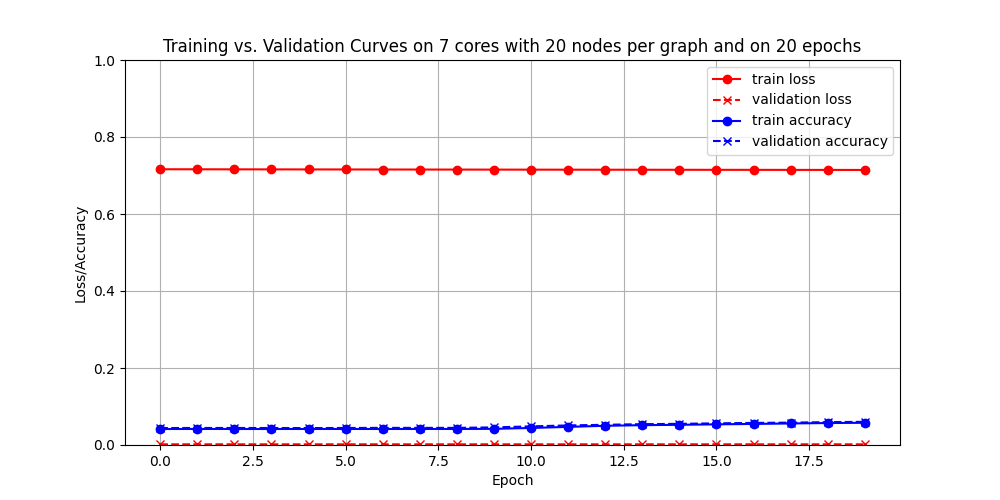 Training vs. Validation Curves on 7 cores with 20 nodes per graph and on 20 epochs
1.0
0.8
0.6
0.4
0.2
0.0
Loss/Accuracy
train loss
validation loss
train accuracy
validation accuracy
0.0 2.5 5.0 7.5 10.0 12.5 15.0 17.5
Epoch